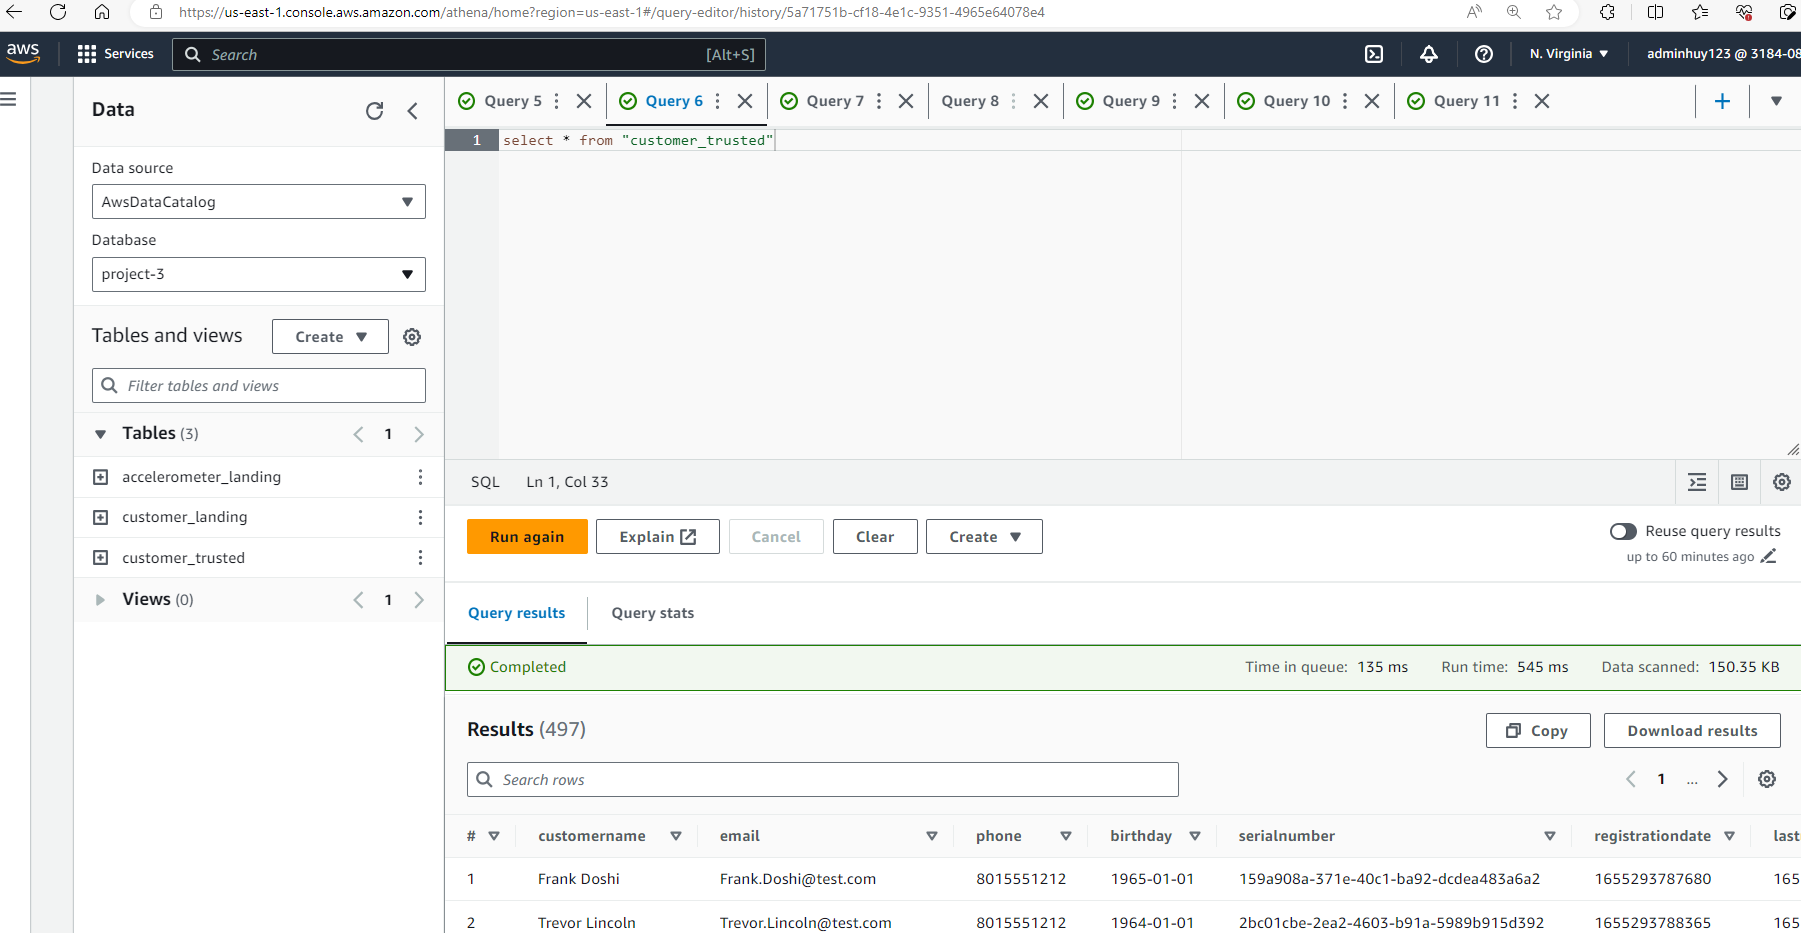 https://us-east-1.console.aws.amazon.com/athena/home?region=us-east-1#/query-editor/history/5a71751b-cf18-4e1c-9351-4965e64078e4
aws Services Search [Alt+S] N. Virginia adminhuy123 @ 3184-08
Data
Query 5 Query 6 Query 7 Query 8 Query 9 Query 10 Query 11
1 select * from "customer_trusted"
Data source
AwsDataCatalog
Database
project-3
Tables and views Create
Filter tables and views
Tables (3) 1
accelerometer_landing
customer_landing
customer_trusted
Views (0) 1
SQL Ln 1, Col 33
Run again Explain Cancel Clear Create
Reuse query results
up to 60 minutes ago
Query results Query stats
Completed Time in queue: 135 ms Run time: 545 ms Data scanned: 150.35 KB
Results (497) Copy Download results
Search rows 1 ...
# customername email phone birthday serialnumber registrationdate last
1 Frank Doshi Frank.Doshi@test.com 8015551212 1965-01-01 159a908a-371e-40c1-ba92-dcdea483a6a2 1655293787680 165
2 Trevor Lincoln Trevor.Lincoln@test.com 8015551212 1964-01-01 2bc01cbe-2ea2-4603-b91a-5989b915d392 1655293788365 165